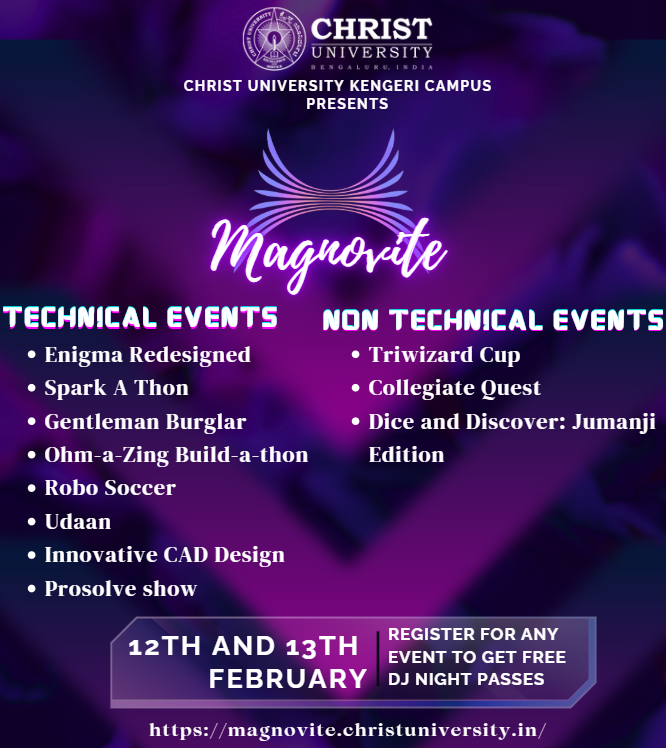 CHRIST
UNIVERSITY
BENGALURU, INDIA
CHRIST UNIVERSITY KENGERI CAMPUS
PRESENTS
Magnovite
TECHNICAL EVENTS
• Enigma Redesigned
• Spark A Thon
• Gentleman Burglar
• Ohm-a-Zing Build-a-thon
• Robo Soccer
• Udaan
• Innovative CAD Design
• Prosolve show
NON TECHNICAL EVENTS
• Triwizard Cup
• Collegiate Quest
• Dice and Discover: Jumanji
Edition
12TH AND 13TH
FEBRUARY
REGISTER FOR ANY
EVENT TO GET FREE
DJ NIGHT PASSES
https://magnovite.christuniversity.in/